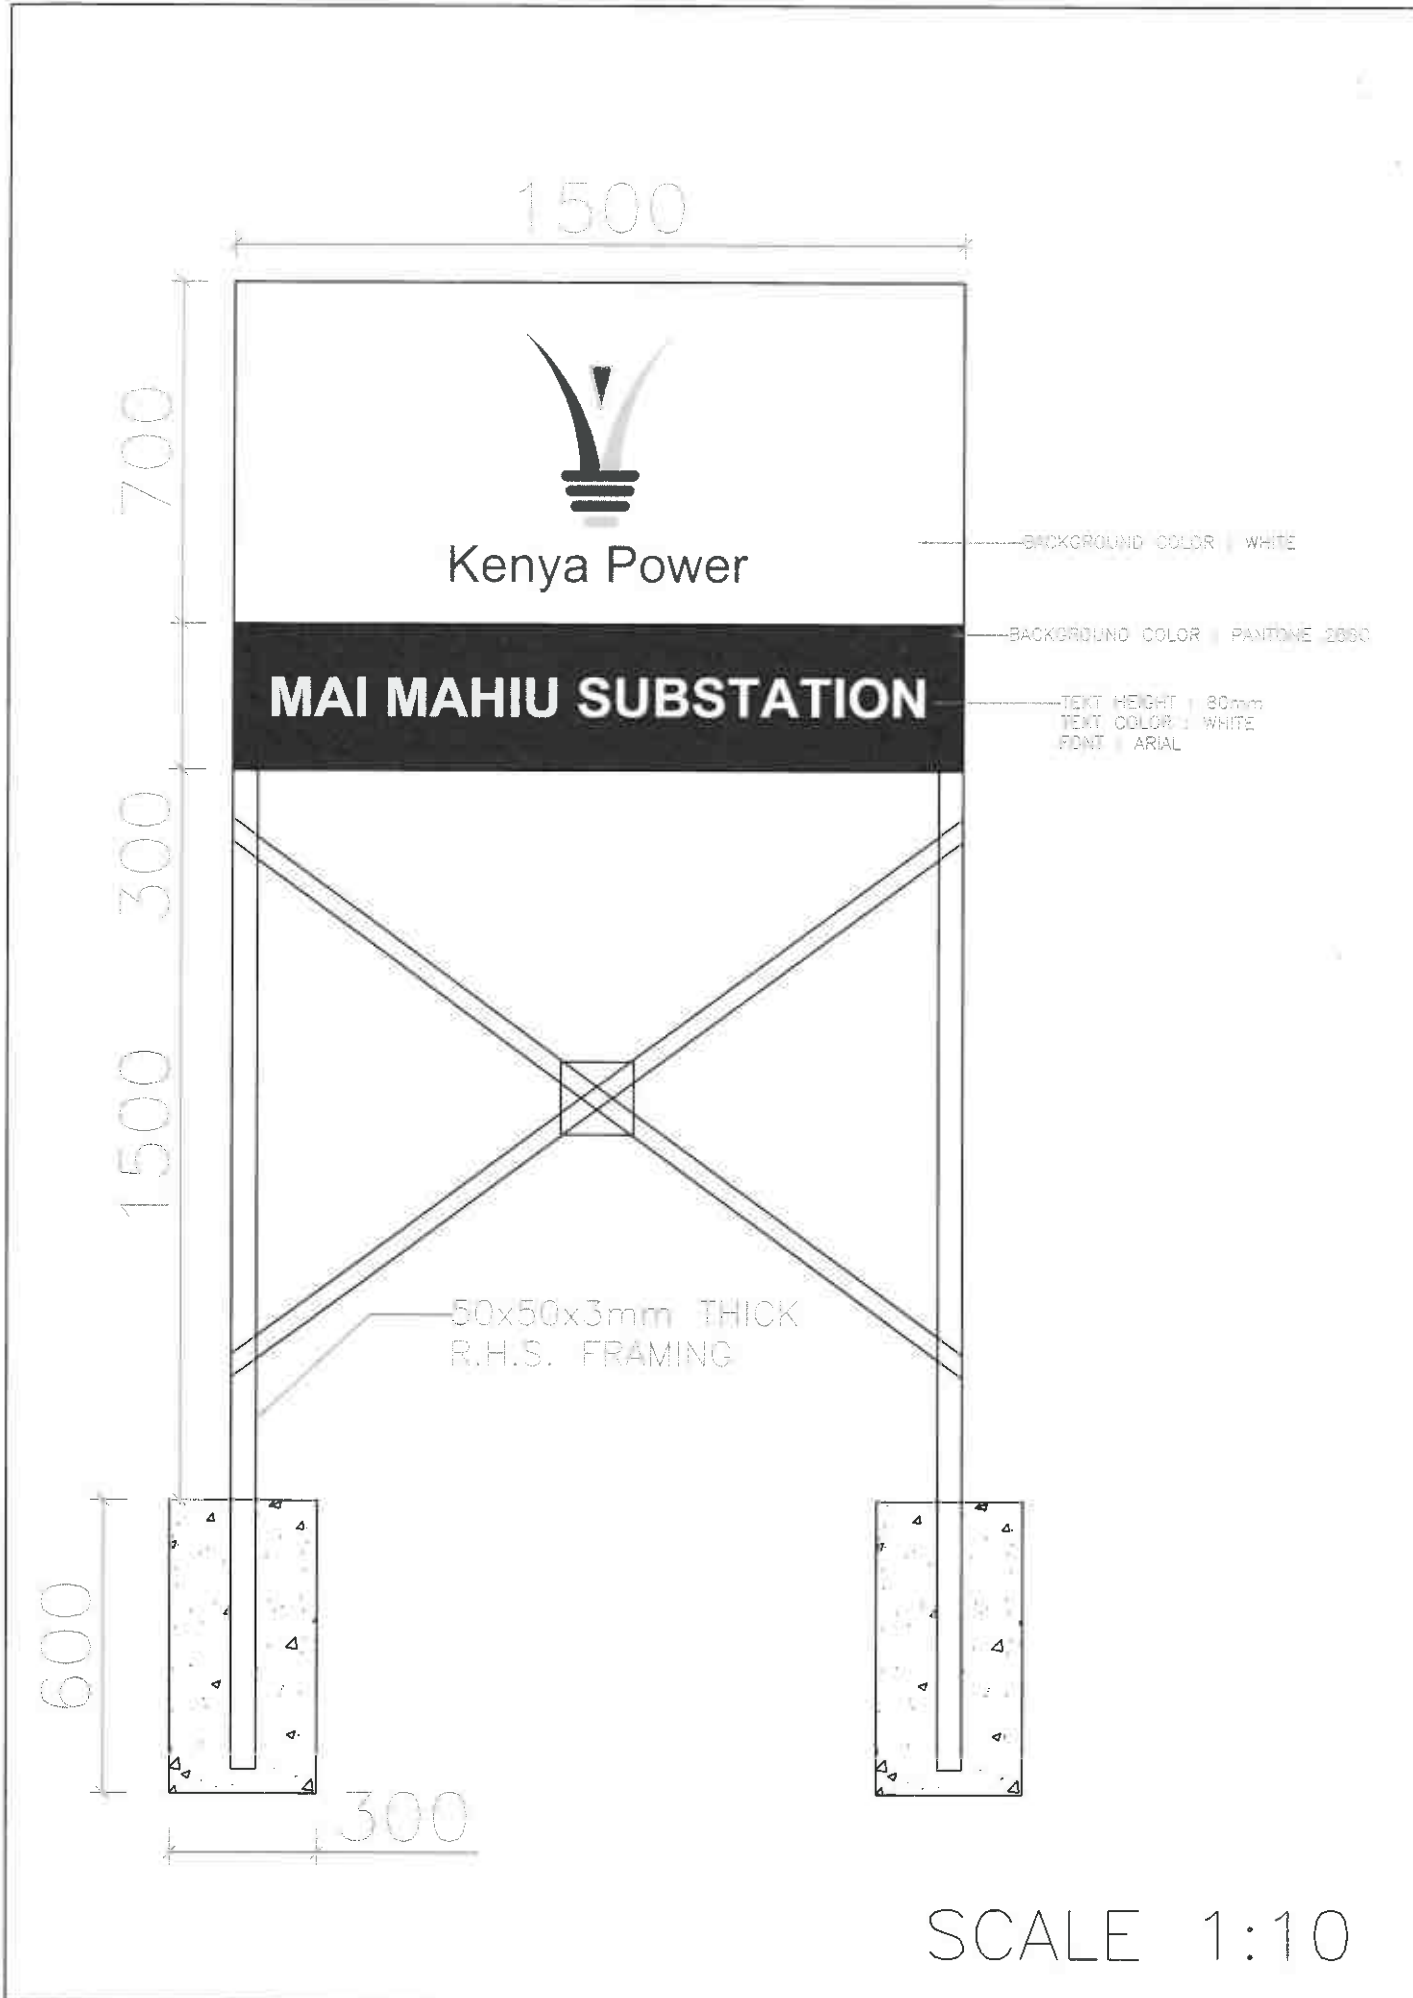 1500
700
Kenya Power
BACKGROUND COLOR : WHITE
BACKGROUND COLOR : PANTONE
MAI MAHIU SUBSTATION
TEXT HEIGHT : 80mm
TEXT COLOR : WHITE
FONT : ARIAL
300
1500
50x50x3mm THICK
R.H.S. FRAMING
600
300
SCALE 1:10